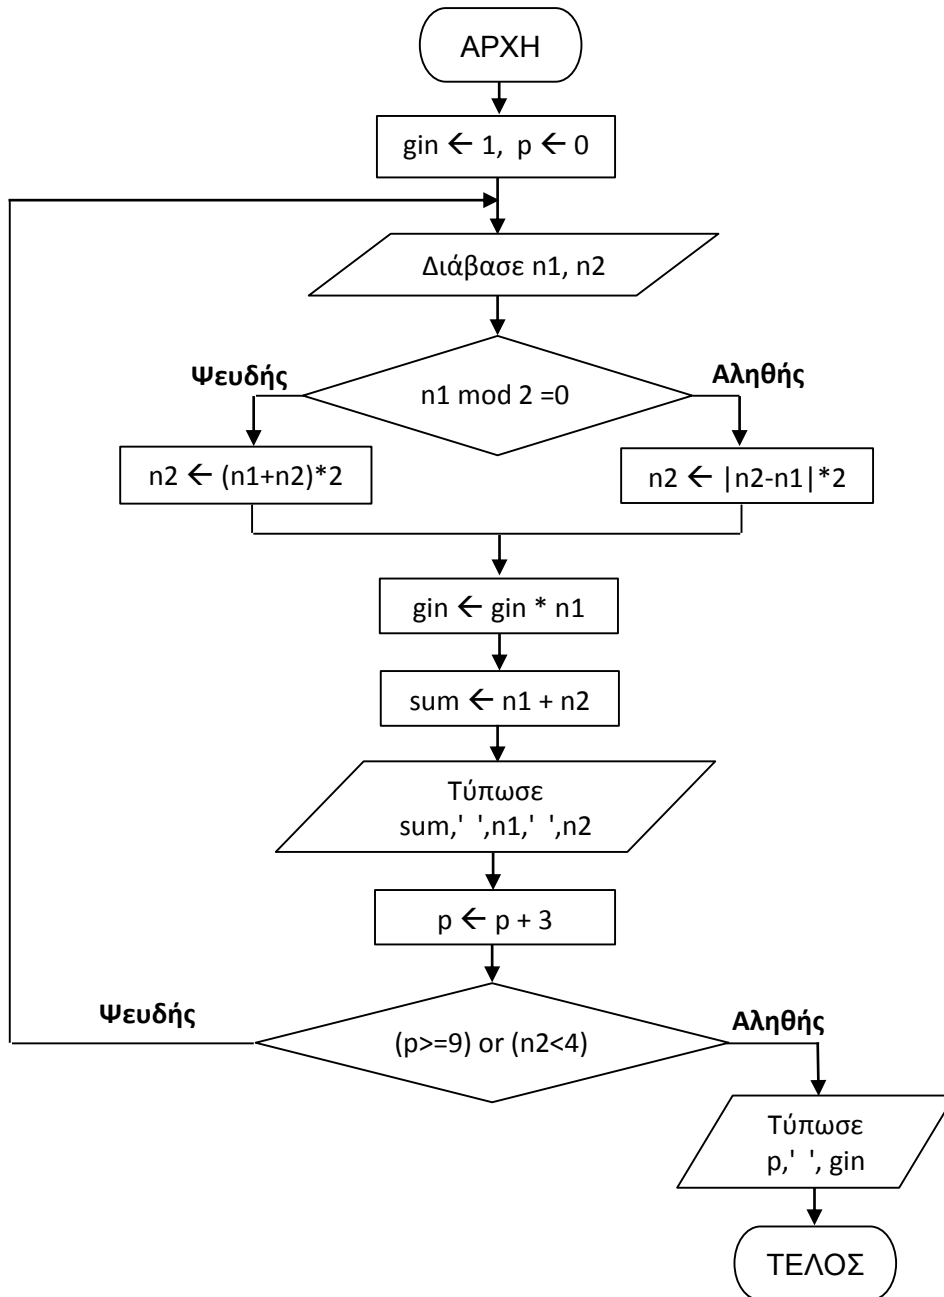 ΑΡΧΗ
gin ← 1, p ← 0
Διάβασε n1, n2
Ψευδής
Αληθής
n1 mod 2 =0
n2 ← (n1+n2)*2
n2 ← |n2-n1|*2
gin ← gin * n1
sum ← n1 + n2
Τύπωσε
sum,' ',n1,' ',n2
p ← p + 3
Ψευδής
Αληθής
(p>=9) or (n2<4)
Τύπωσε
p,' ', gin
ΤΕΛΟΣ